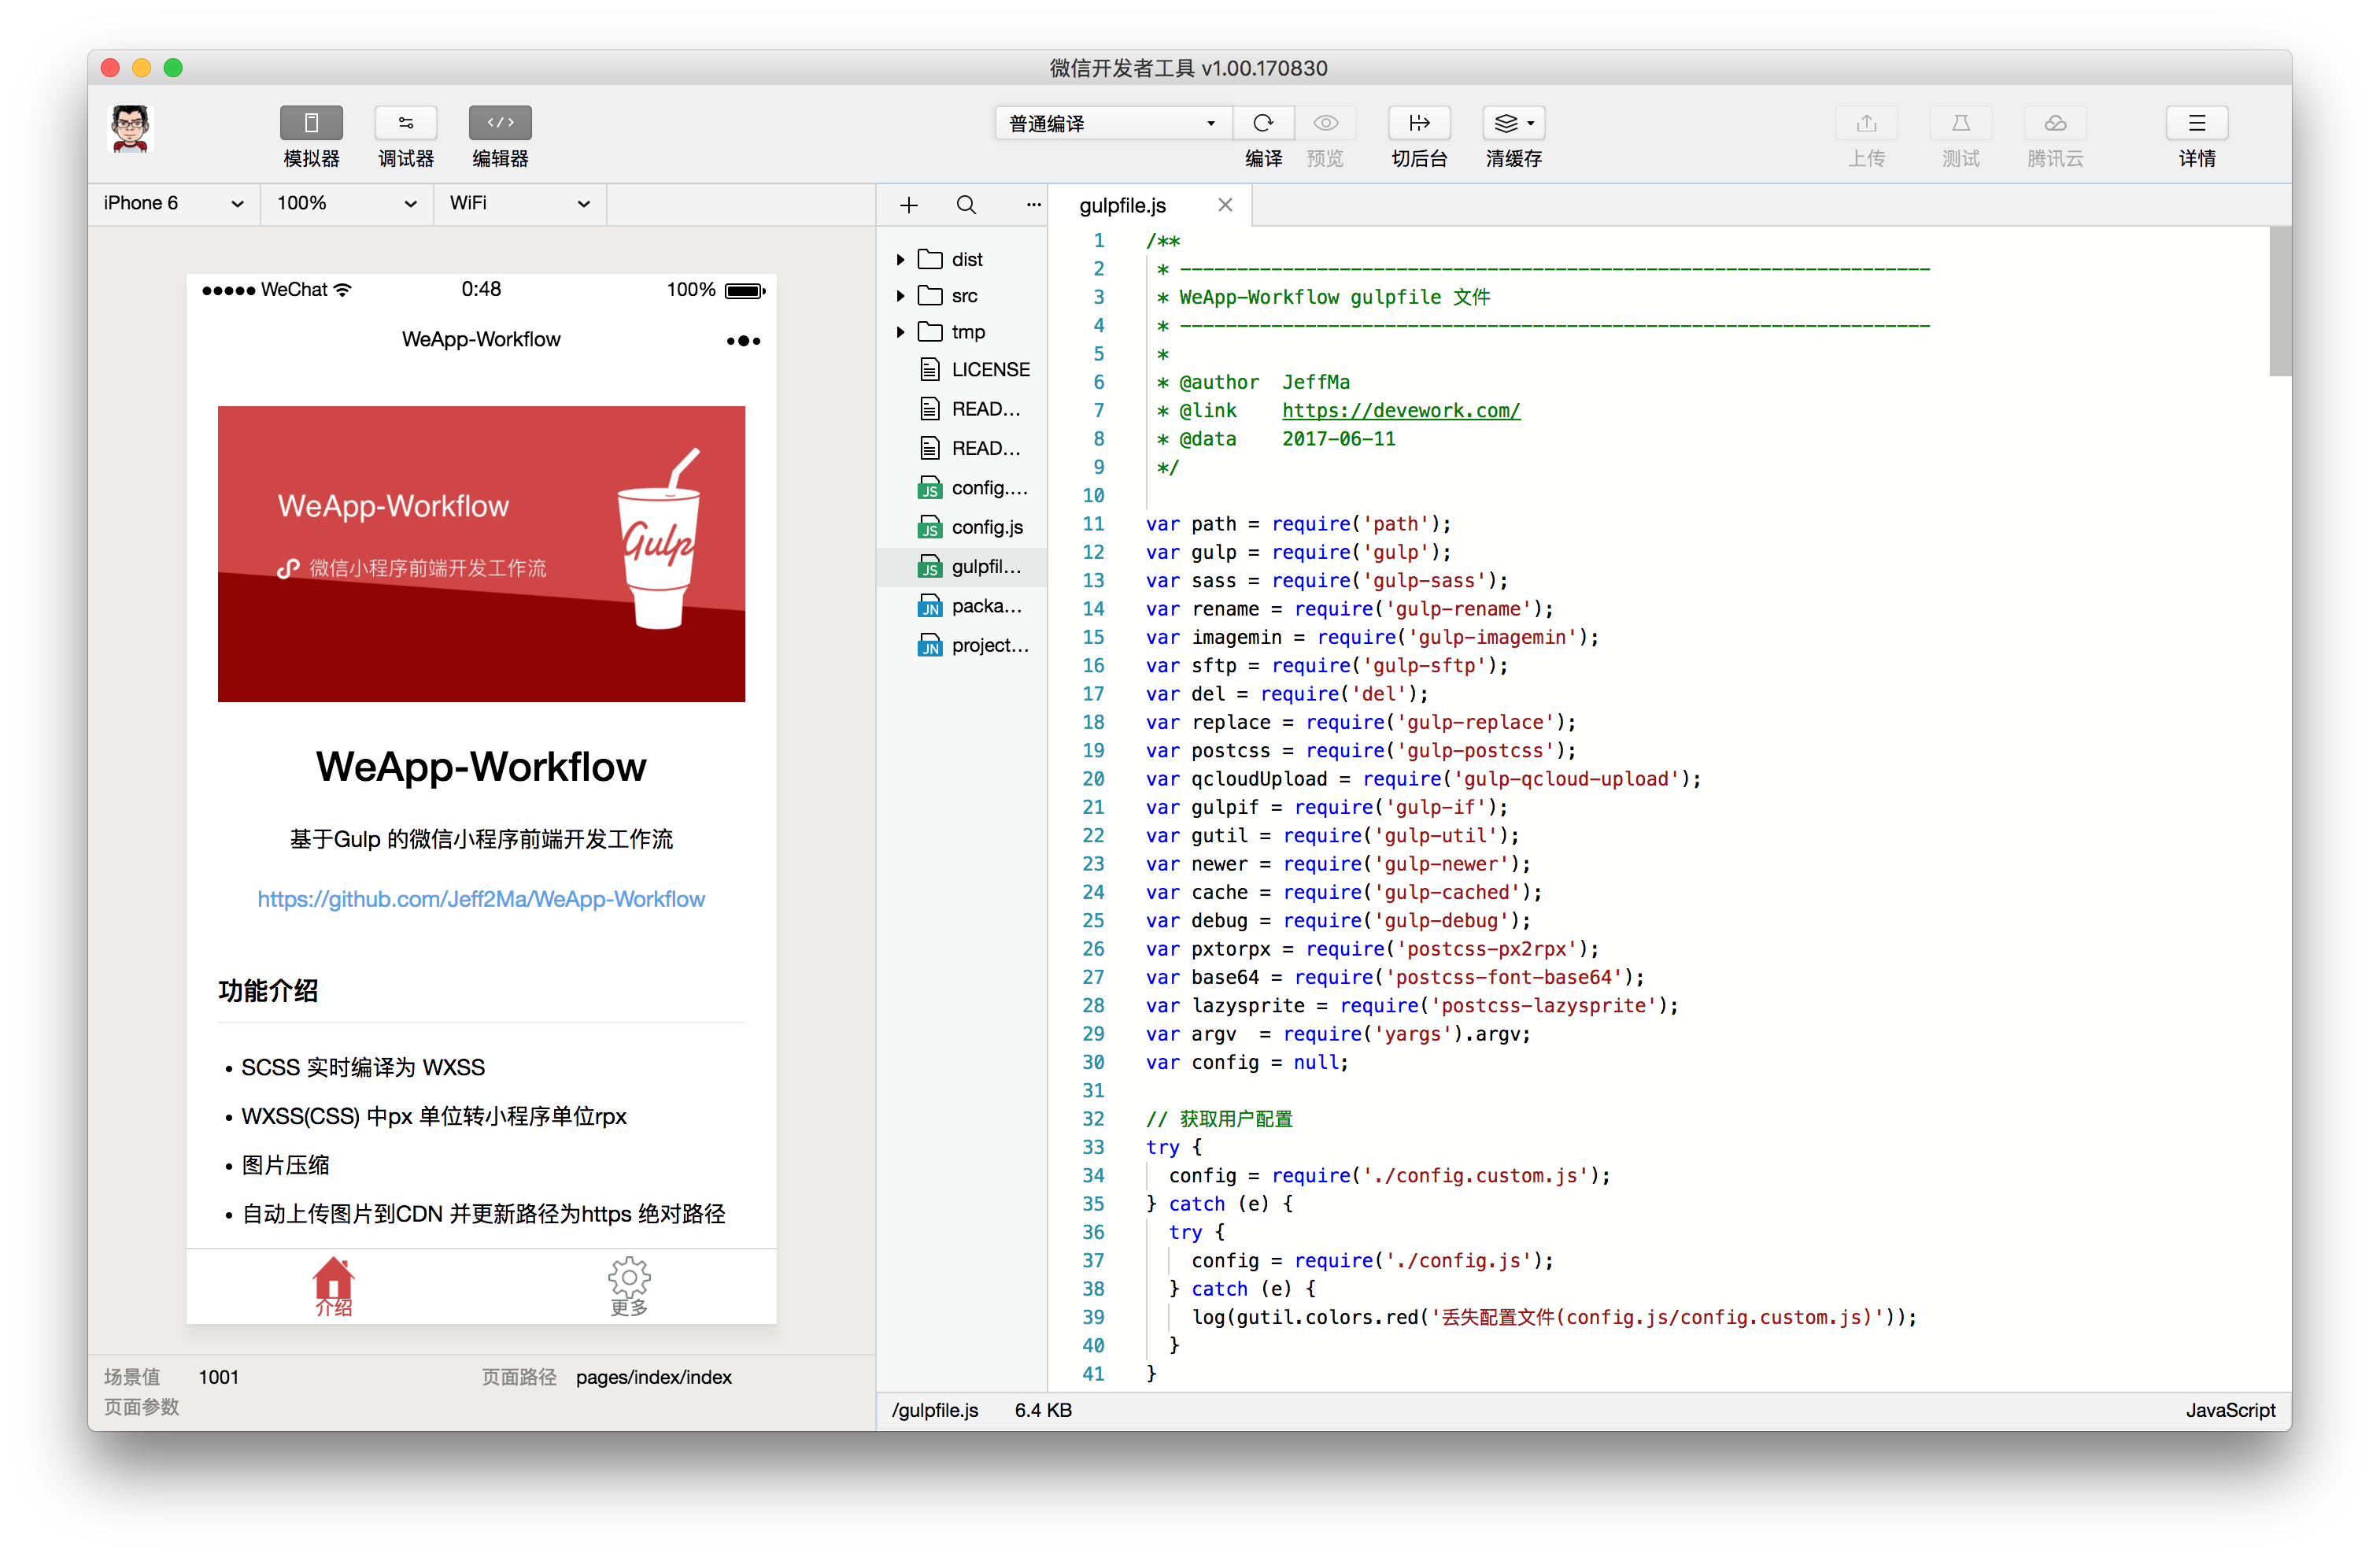 微信开发者工具 v1.00.170830
模拟器 调试器 编辑器
普通编译
编译 预览 切后台 清缓存
上传 测试 腾讯云 详情
iPhone 6 100% WiFi
WeChat 0:48 100%
WeApp-Workflow
WeApp-Workflow
Gulp
微信小程序前端开发工作流
WeApp-Workflow
基于Gulp 的微信小程序前端开发工作流
https://github.com/Jeff2Ma/WeApp-Workflow
功能介绍
• SCSS 实时编译为 WXSS
• WXSS(CSS) 中px 单位转小程序单位rpx
• 图片压缩
• 自动上传图片到CDN 并更新路径为https 绝对路径
介绍 更多
场景值 1001 页面路径 pages/index/index
页面参数
dist
src
tmp
LICENSE
READ...
READ...
JS config....
JS config.js
JS gulpfil...
JN packa...
JN project...
gulpfile.js
1 /**
2 * ------------------------------------------------------------------
3 * WeApp-Workflow gulpfile 文件
4 * ------------------------------------------------------------------
5 *
6 * @author JeffMa
7 * @link https://devework.com/
8 * @data 2017-06-11
9 */
10
11 var path = require('path');
12 var gulp = require('gulp');
13 var sass = require('gulp-sass');
14 var rename = require('gulp-rename');
15 var imagemin = require('gulp-imagemin');
16 var sftp = require('gulp-sftp');
17 var del = require('del');
18 var replace = require('gulp-replace');
19 var postcss = require('gulp-postcss');
20 var qcloudUpload = require('gulp-qcloud-upload');
21 var gulpif = require('gulp-if');
22 var gutil = require('gulp-util');
23 var newer = require('gulp-newer');
24 var cache = require('gulp-cached');
25 var debug = require('gulp-debug');
26 var pxtorpx = require('postcss-px2rpx');
27 var base64 = require('postcss-font-base64');
28 var lazysprite = require('postcss-lazysprite');
29 var argv  = require('yargs').argv;
30 var config = null;
31
32 // 获取用户配置
33 try {
34   config = require('./config.custom.js');
35 } catch (e) {
36   try {
37     config = require('./config.js');
38   } catch (e) {
39     log(gutil.colors.red('丢失配置文件(config.js/config.custom.js)'));
40   }
41 }
/gulpfile.js 6.4 KB JavaScript